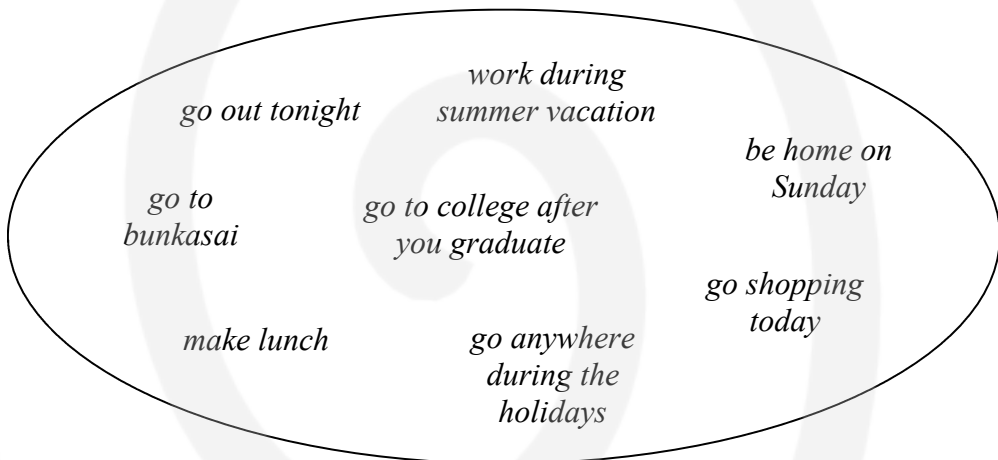 work during
summer vacation
go out tonight
be home on
Sunday
go to
bunkasai
go to college after
you graduate
go shopping
today
make lunch
go anywhere
during the
holidays